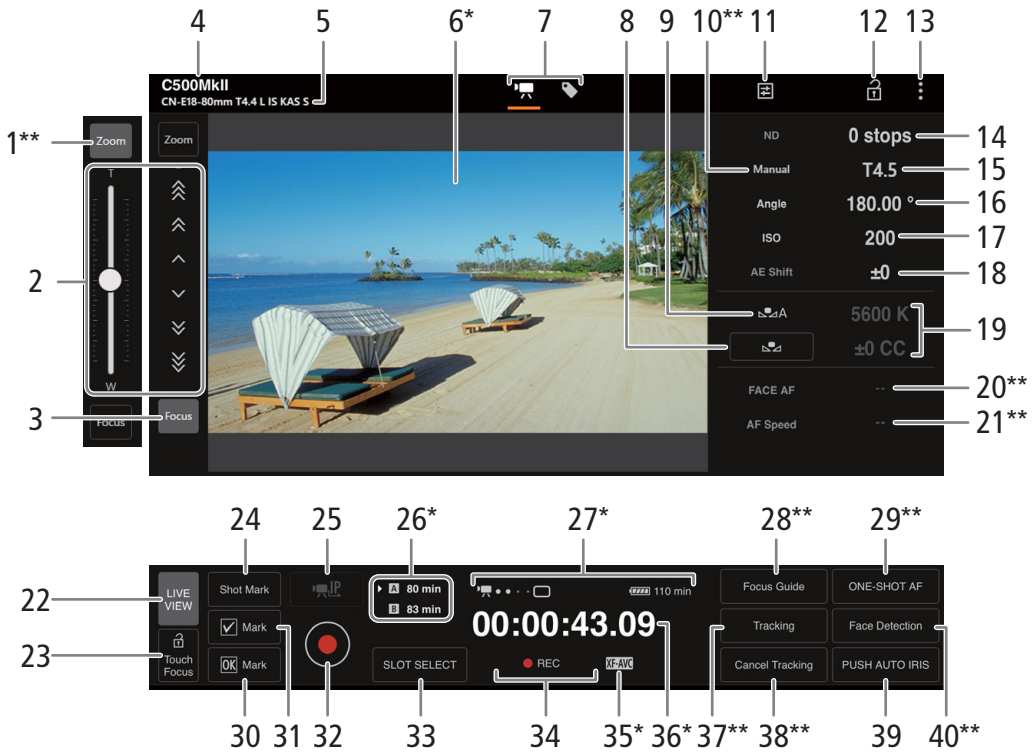 4 5 6* 7 8 9 10** 11 12 13
C500MkII
CN-E18-80mm T4.4 L IS KAS S
1** Zoom Zoom
ND 0 stops 14
T
Manual T4.5 15
Angle 180.00 ° 16
ISO 200 17
2
AE Shift ±0 18
A 5600 K
19
±0 CC
W
FACE AF -- 20**
3 Focus Focus
AF Speed -- 21**
24 25 26* 27* 28** 29**
22 LIVE VIEW Shot Mark IP A 80 min 110 min Focus Guide ONE-SHOT AF
B 83 min
00:00:43.09
Mark Tracking Face Detection
23 Touch Focus OK Mark SLOT SELECT REC XF-AVC Cancel Tracking PUSH AUTO IRIS
30 31 32 33 34 35* 36* 37** 38** 39 40**